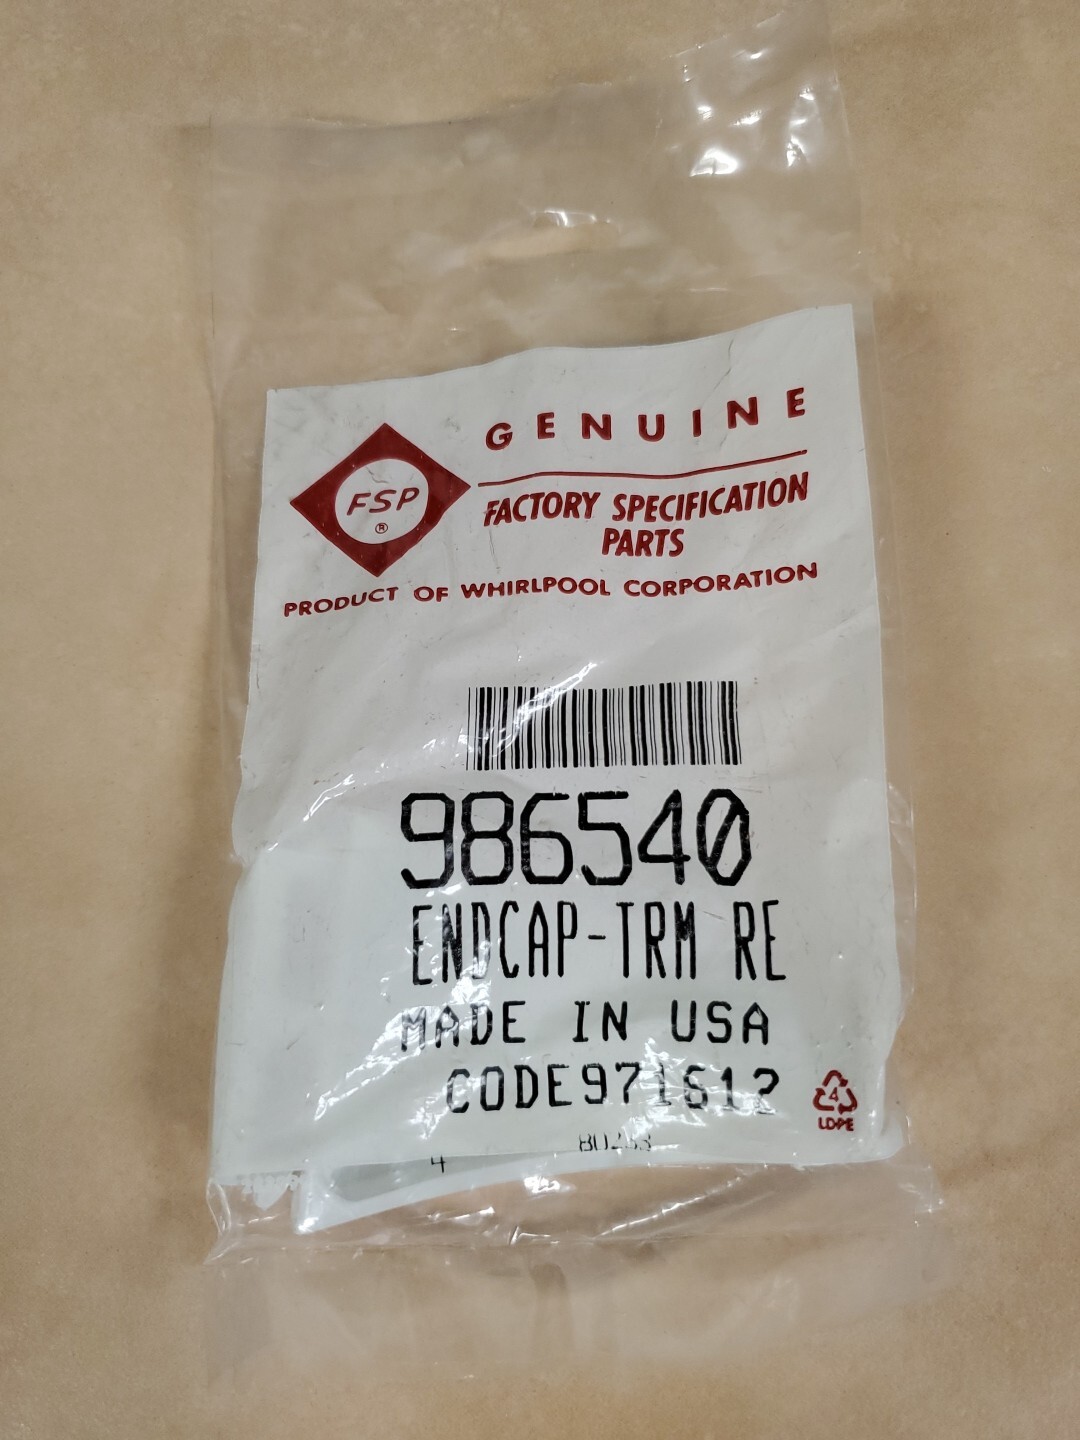 FSP
®
GENUINE
FACTORY SPECIFICATION
PARTS
PRODUCT OF WHIRLPOOL CORPORATION
986540
ENDCAP-TRM RE
MADE IN USA
CODE971612
4
LDPE
4